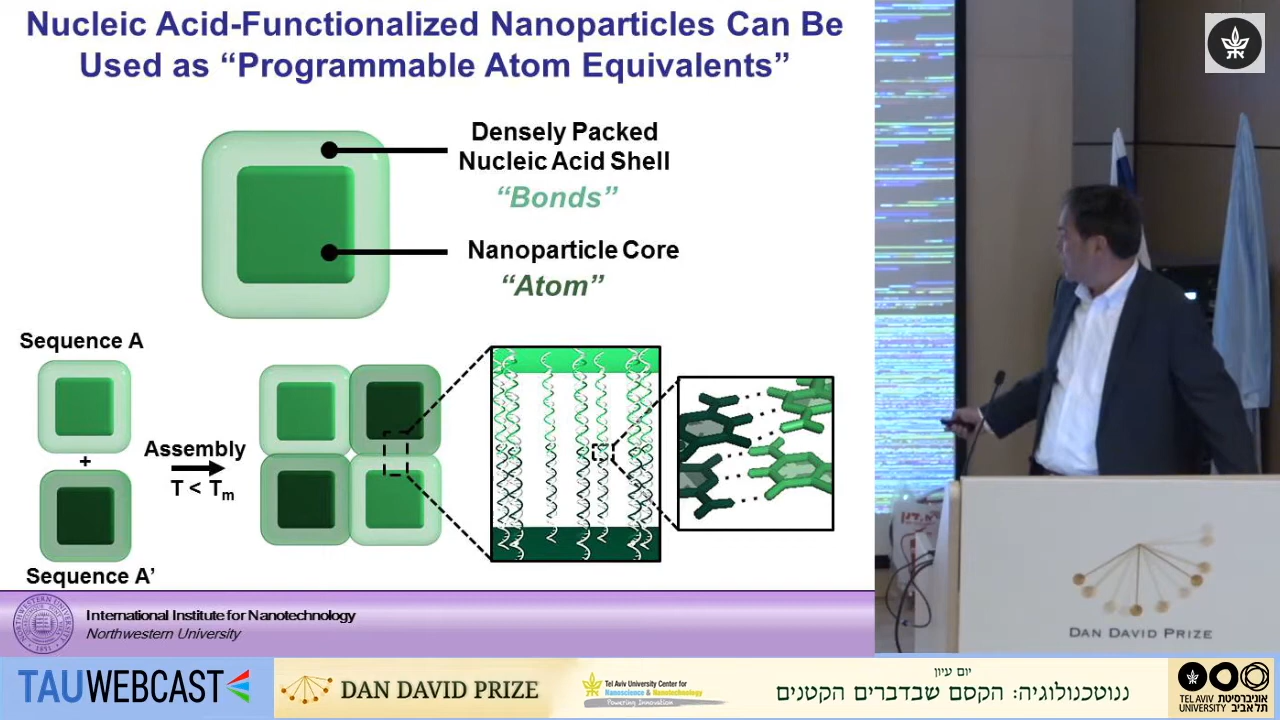 Nucleic Acid-Functionalized Nanoparticles Can Be
Used as “Programmable Atom Equivalents”
Densely Packed
Nucleic Acid Shell
“Bonds”
Nanoparticle Core
“Atom”
Sequence A
+
Sequence A’
Assembly
T < Tm
International Institute for Nanotechnology
Northwestern University
DAN DAVID PRIZE
TAUWEBCAST
DAN DAVID PRIZE
Tel Aviv University Center for
Nanoscience & Nanotechnology
Powering Innovation
יום עיון
ננוטכנולוגיה: הקסם שבדברים הקטנים
TEL AVIV UNIVERSITY
אוניברסיטת תל אביב